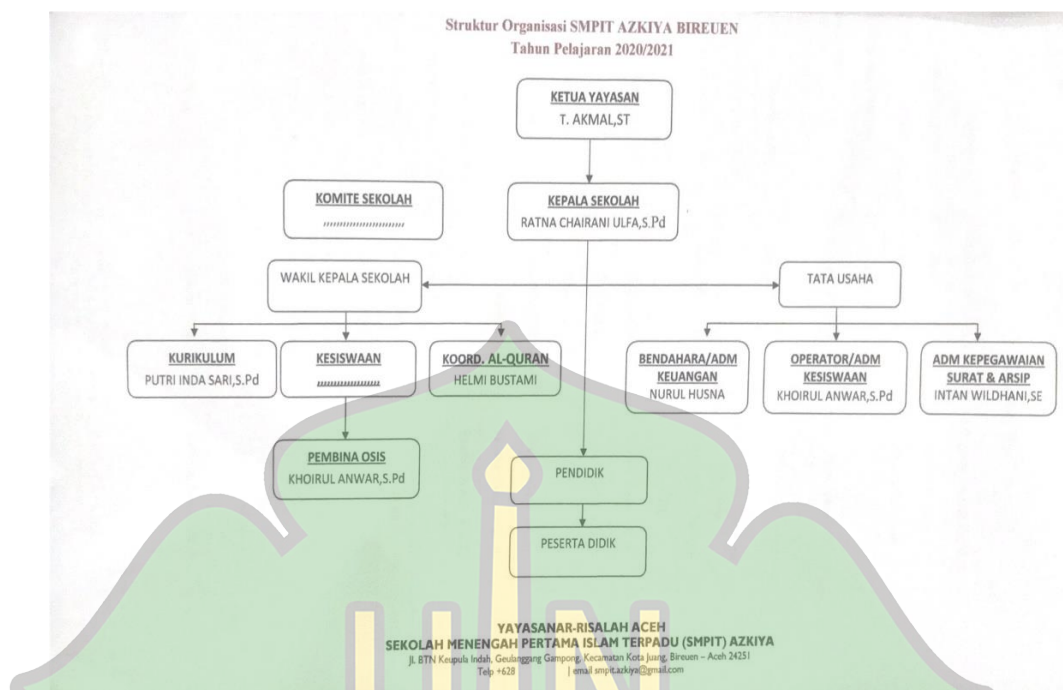 Struktur Organisasi SMPIT AZKIYA BIREUEN
Tahun Pelajaran 2020/2021
KETUA YAYASAN
T. AKMAL,ST
KOMITE SEKOLAH
,,,,,,,,,,,,,,,,,,,,,,,,,,
KEPALA SEKOLAH
RATNA CHAIRANI ULFA,S.Pd
WAKIL KEPALA SEKOLAH
TATA USAHA
KURIKULUM
PUTRI INDA SARI,S.Pd
KESISWAAN
,,,,,,,,,,,,,,,,,,,,
KOORD. AL-QURAN
HELMI BUSTAMI
BENDAHARA/ADM
KEUANGAN
NURUL HUSNA
OPERATOR/ADM
KESISWAAN
KHOIRUL ANWAR,S.Pd
ADM KEPEGAWAIAN
SURAT & ARSIP
INTAN WILDHANI,SE
PEMBINA OSIS
KHOIRUL ANWAR,S.Pd
PENDIDIK
PESERTA DIDIK
YAYASANAR-RISALAH ACEH
SEKOLAH MENENGAH PERTAMA ISLAM TERPADU (SMPIT) AZKIYA
Jl. BTN Keupula Indah, Geulanggang Gampong, Kecamatan Kota Juang, Bireuen – Aceh 24251
Telp +628 | email smpit.azkiya@gmail.com